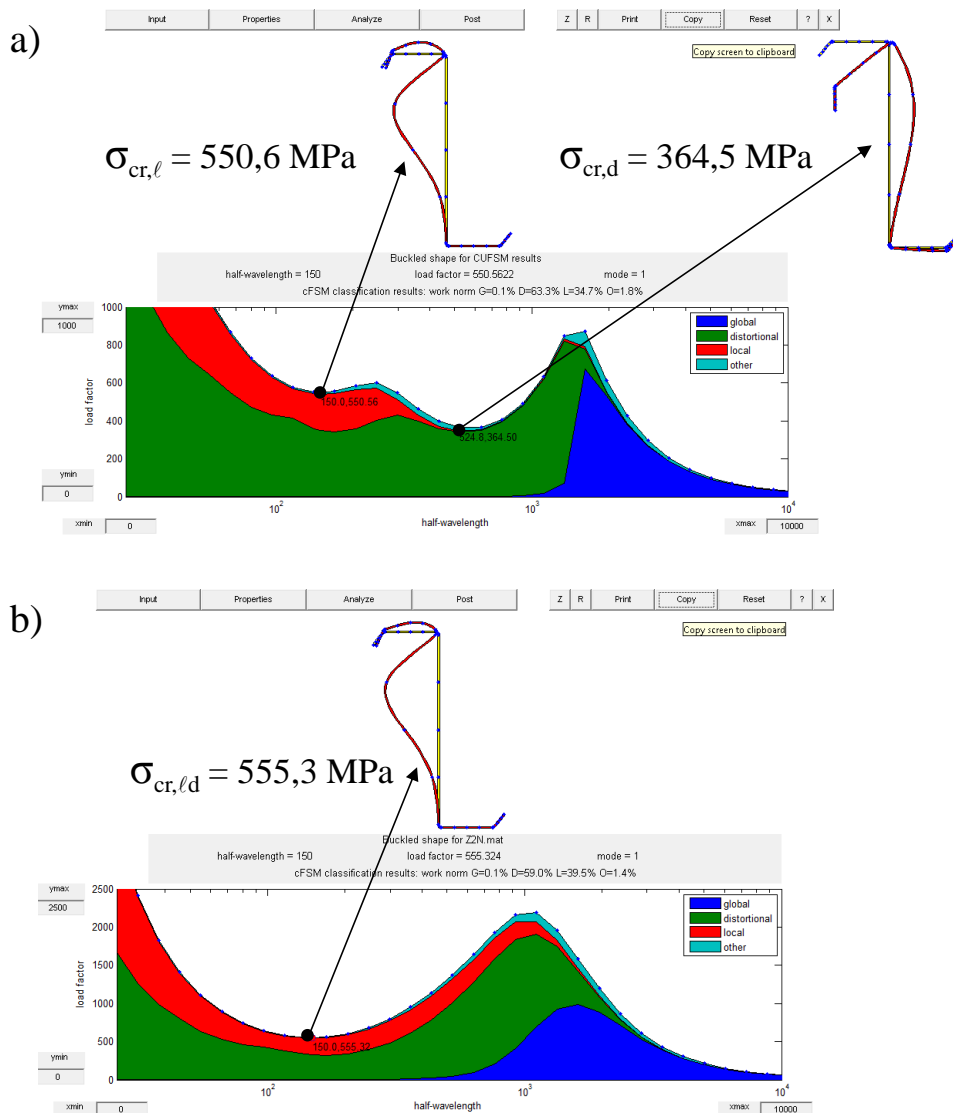 a)
Input Properties Analyze Post Z R Print Copy Reset ? X
Copy screen to clipboard
σcr,ℓ = 550,6 MPa
σcr,d = 364,5 MPa
Buckled shape for CUFSM results
half-wavelength = 150 load factor = 550.5622 mode = 1
cFSM classification results: work norm G=0.1% D=63.3% L=34.7% O=1.8%
ymax
1000
ymin
0
load factor
1000
800
600
400
200
0
global
distortional
local
other
150.0,550.56
524.8,364.50
10² 10³ 10⁴
half-wavelength
xmin 0
xmax 10000
b)
Input Properties Analyze Post Z R Print Copy Reset ? X
Copy screen to clipboard
σcr,ℓd = 555,3 MPa
Buckled shape for Z2N.mat
half-wavelength = 150 load factor = 555.324 mode = 1
cFSM classification results: work norm G=0.1% D=59.0% L=39.5% O=1.4%
ymax
2500
ymin
0
load factor
2500
2000
1500
1000
500
0
global
distortional
local
other
150.0,555.32
10² 10³ 10⁴
half-wavelength
xmin 0
xmax 10000